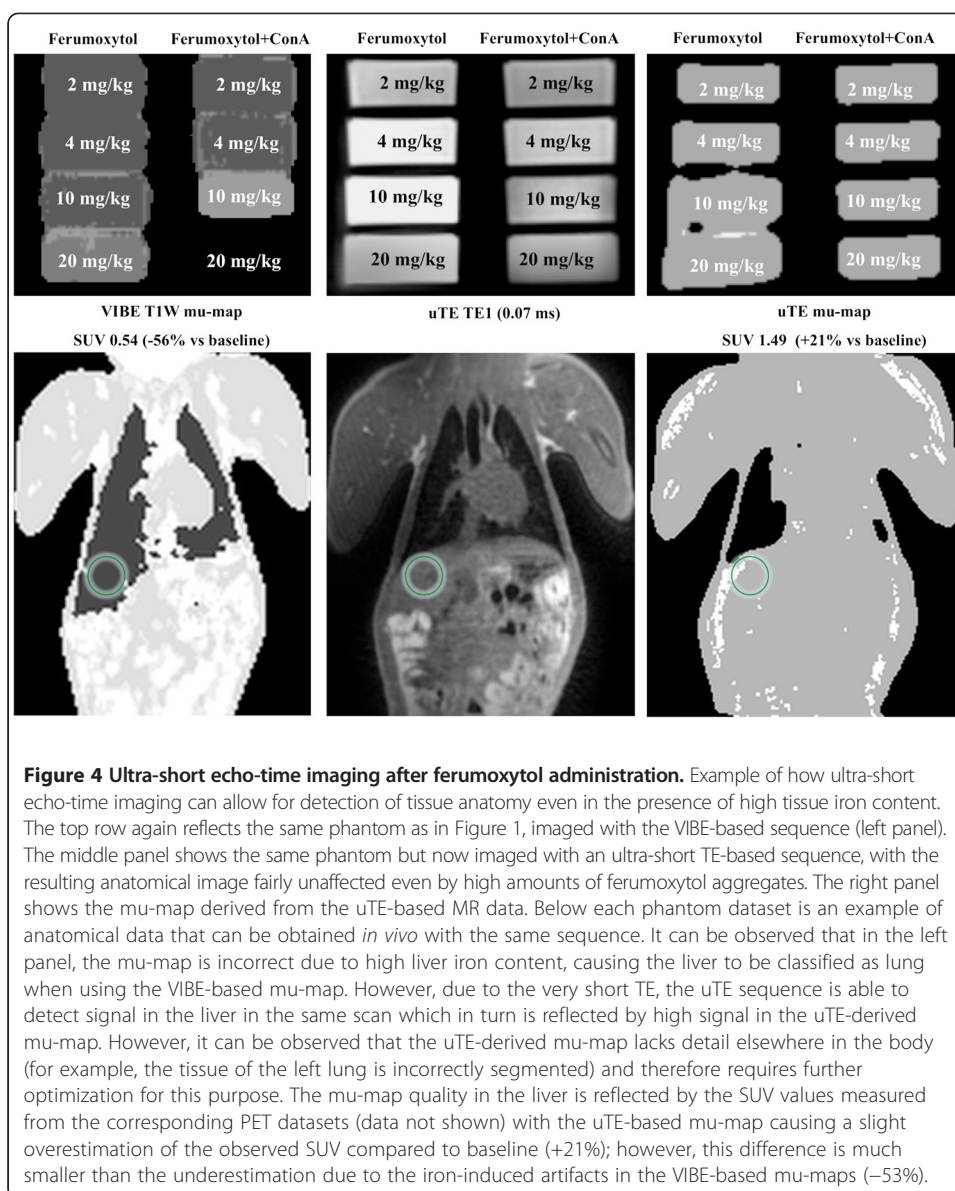 Ferumoxytol Ferumoxytol+ConA Ferumoxytol Ferumoxytol+ConA Ferumoxytol Ferumoxytol+ConA
2 mg/kg 2 mg/kg 2 mg/kg 2 mg/kg 2 mg/kg 2 mg/kg
4 mg/kg 4 mg/kg 4 mg/kg 4 mg/kg 4 mg/kg 4 mg/kg
10 mg/kg 10 mg/kg 10 mg/kg 10 mg/kg 10 mg/kg 10 mg/kg
20 mg/kg 20 mg/kg 20 mg/kg 20 mg/kg 20 mg/kg 20 mg/kg
VIBE T1W mu-map uTE TE1 (0.07 ms) uTE mu-map
SUV 0.54 (-56% vs baseline) SUV 1.49 (+21% vs baseline)
Figure 4 Ultra-short echo-time imaging after ferumoxytol administration. Example of how ultra-short
echo-time imaging can allow for detection of tissue anatomy even in the presence of high tissue iron content.
The top row again reflects the same phantom as in Figure 1, imaged with the VIBE-based sequence (left panel).
The middle panel shows the same phantom but now imaged with an ultra-short TE-based sequence, with the
resulting anatomical image fairly unaffected even by high amounts of ferumoxytol aggregates. The right panel
shows the mu-map derived from the uTE-based MR data. Below each phantom dataset is an example of
anatomical data that can be obtained in vivo with the same sequence. It can be observed that in the left
panel, the mu-map is incorrect due to high liver iron content, causing the liver to be classified as lung
when using the VIBE-based mu-map. However, due to the very short TE, the uTE sequence is able to
detect signal in the liver in the same scan which in turn is reflected by high signal in the uTE-derived
mu-map. However, it can be observed that the uTE-derived mu-map lacks detail elsewhere in the body
(for example, the tissue of the left lung is incorrectly segmented) and therefore requires further
optimization for this purpose. The mu-map quality in the liver is reflected by the SUV values measured
from the corresponding PET datasets (data not shown) with the uTE-based mu-map causing a slight
overestimation of the observed SUV compared to baseline (+21%); however, this difference is much
smaller than the underestimation due to the iron-induced artifacts in the VIBE-based mu-maps (−53%).